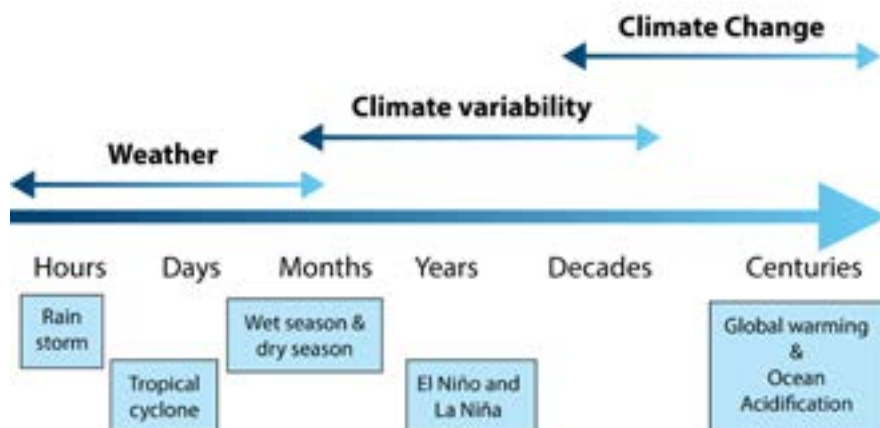 Climate Change
Climate variability
Weather
Hours Days Months Years Decades Centuries
Rain
storm
Tropical
cyclone
Wet season &
dry season
El Niño and
La Niña
Global warming
&
Ocean
Acidification